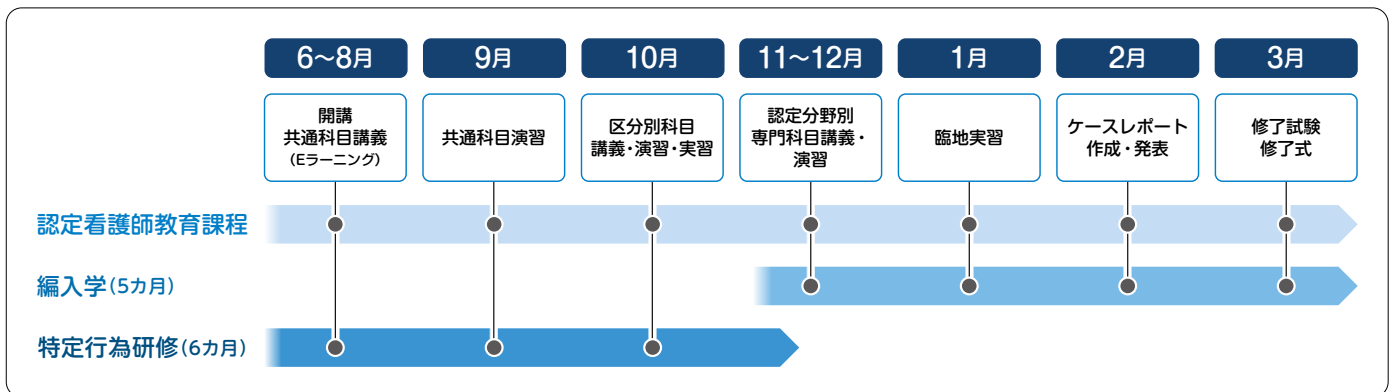 6〜8月
9月
10月
11〜12月
1月
2月
3月
開講
共通科目講義
(Eラーニング)
共通科目演習
区分別科目
講義・演習・実習
認定分野別
専門科目講義・
演習
臨地実習
ケースレポート
作成・発表
修了試験
修了式
認定看護師教育課程
編入学(5カ月)
特定行為研修(6カ月)